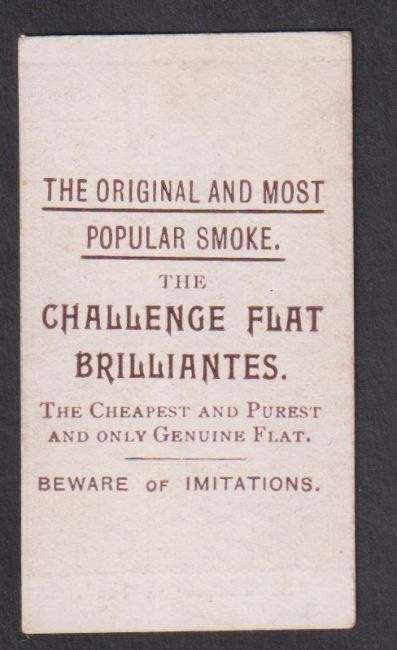 THE ORIGINAL AND MOST
POPULAR SMOKE.
THE
CHALLENGE FLAT
BRILLIANTES.
THE CHEAPEST AND PUREST
AND ONLY GENUINE FLAT.
BEWARE OF IMITATIONS.